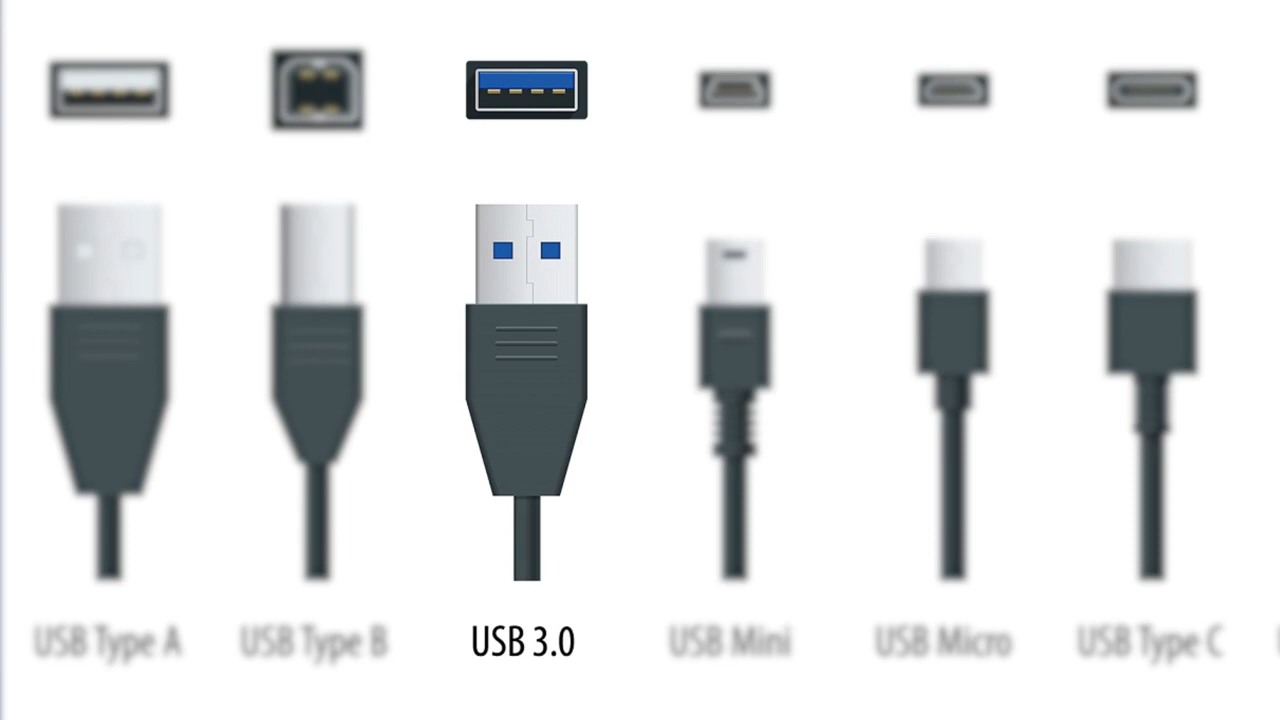 USB Type A
USB Type B
USB 3.0
USB Mini
USB Micro
USB Type C